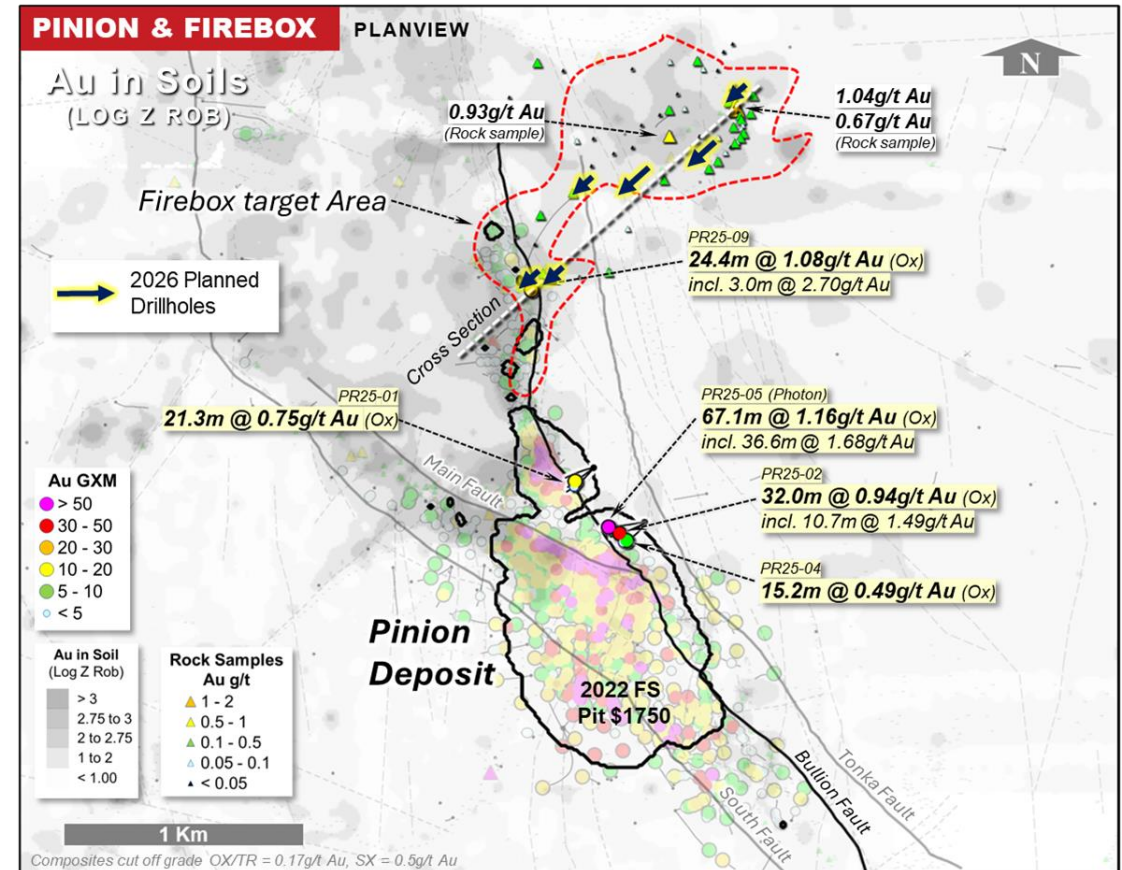 PINION & FIREBOX PLANVIEW
Au in Soils
(LOG Z ROB)
N
0.93g/t Au
(Rock sample)
1.04g/t Au
0.67g/t Au
(Rock sample)
Firebox target Area
2026 Planned
Drillholes
Cross Section
PR25-09
24.4m @ 1.08g/t Au (Ox)
incl. 3.0m @ 2.70g/t Au
PR25-01
21.3m @ 0.75g/t Au (Ox)
PR25-05 (Photon)
67.1m @ 1.16g/t Au (Ox)
incl. 36.6m @ 1.68g/t Au
PR25-02
32.0m @ 0.94g/t Au (Ox)
incl. 10.7m @ 1.49g/t Au
PR25-04
15.2m @ 0.49g/t Au (Ox)
Main Fault
Pinion
Deposit
2022 FS
Pit $1750
Bullion Fault
Tonka Fault
South Fault
Au GXM
> 50
30 - 50
20 - 30
10 - 20
5 - 10
< 5
Au in Soil
(Log Z Rob)
> 3
2.75 to 3
2 to 2.75
1 to 2
< 1.00
Rock Samples
Au g/t
1 - 2
0.5 - 1
0.1 - 0.5
0.05 - 0.1
< 0.05
1 Km
Composites cut off grade OX/TR = 0.17g/t Au, SX = 0.5g/t Au